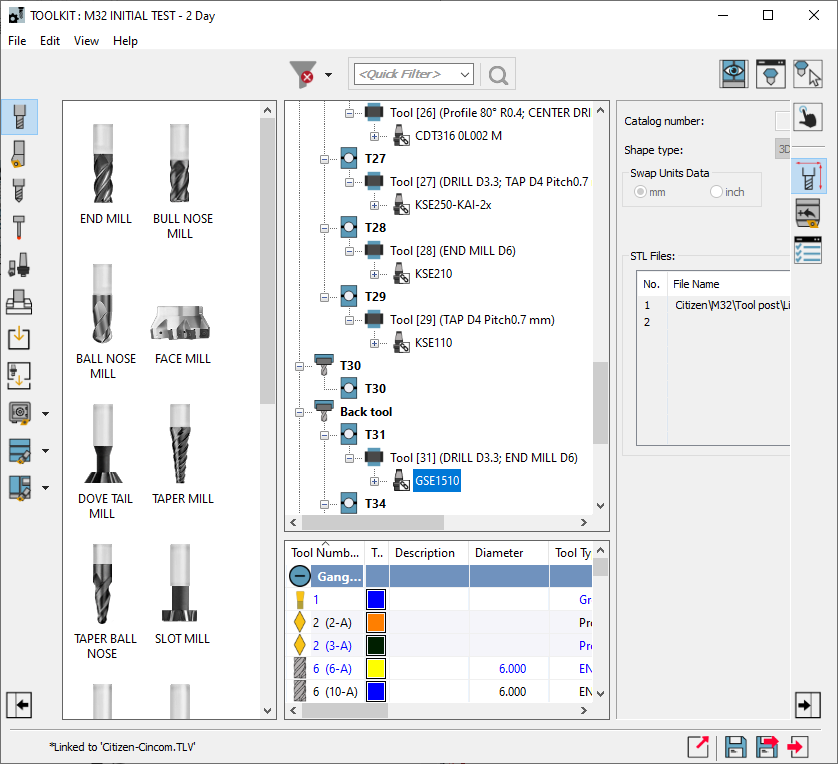 TOOLKIT : M32 INITIAL TEST - 2 Day
File Edit View Help
<Quick Filter>
END MILL
BULL NOSE
MILL
BALL NOSE
MILL
FACE MILL
DOVE TAIL
MILL
TAPER MILL
TAPER BALL
NOSE
SLOT MILL
Tool [26] (Profile 80° R0.4; CENTER DRI
CDT316 0L002 M
T27
Tool [27] (DRILL D3.3; TAP D4 Pitch0.7
KSE250-KAI-2x
T28
Tool [28] (END MILL D6)
KSE210
T29
Tool [29] (TAP D4 Pitch0.7 mm)
KSE110
T30
T30
Back tool
T31
Tool [31] (DRILL D3.3; END MILL D6)
GSE1510
T34
Tool Numb... T.. Description Diameter Tool Ty
Gang...
1 Gr
2 (2-A) Pr
2 (3-A) Pr
6 (6-A) 6.000 EN
6 (10-A) 6.000 EN
Catalog number:
Shape type: 3D
Swap Units Data
mm inch
STL Files:
No. File Name
1 Citizen\M32\Tool post\Li
2
*Linked to 'Citizen-Cincom.TLV'